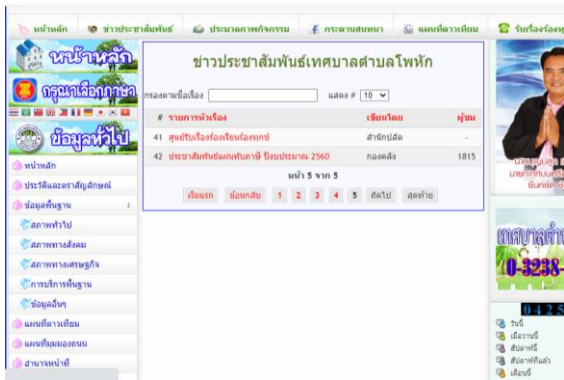 หน้าหลัก ข่าวประชาสัมพันธ์ ประมวลภาพกิจกรรม กระดานสนทนา แผนที่ดาวเทียม รับเรื่องร้องทุ
หน้าหลัก
กรุณาเลือกภาษา
ข้อมูลทั่วไป
หน้าหลัก
ประวัติและตราสัญลักษณ์
ข้อมูลพื้นฐาน
สภาพทั่วไป
สภาพทางสังคม
สภาพทางเศรษฐกิจ
การบริการพื้นฐาน
ข้อมูลอื่นๆ
แผนที่ดาวเทียม
แผนที่มุมมองถนน
อำนาจหน้าที่
ข่าวประชาสัมพันธ์เทศบาลตำบลโพหัก
กรองตามชื่อเรื่อง แสดง # 10
# รายการหัวเรื่อง เขียนโดย ผู้ชม
41 ศูนย์รับเรื่องร้องเรียนร้องทุกข์ สำนักปลัด -
42 ประชาสัมพันธ์แผนพับภาษี ปีงบประมาณ 2560 กองคลัง 1815
หน้า 5 จาก 5
เริ่มแรก ย้อนกลับ 1 2 3 4 5 ถัดไป สุดท้าย
เทศบาลตำ
0-3238-
0425
วันนี้
เมื่อวานนี้
สัปดาห์นี้
สัปดาห์ที่แล้ว
เดือนนี้